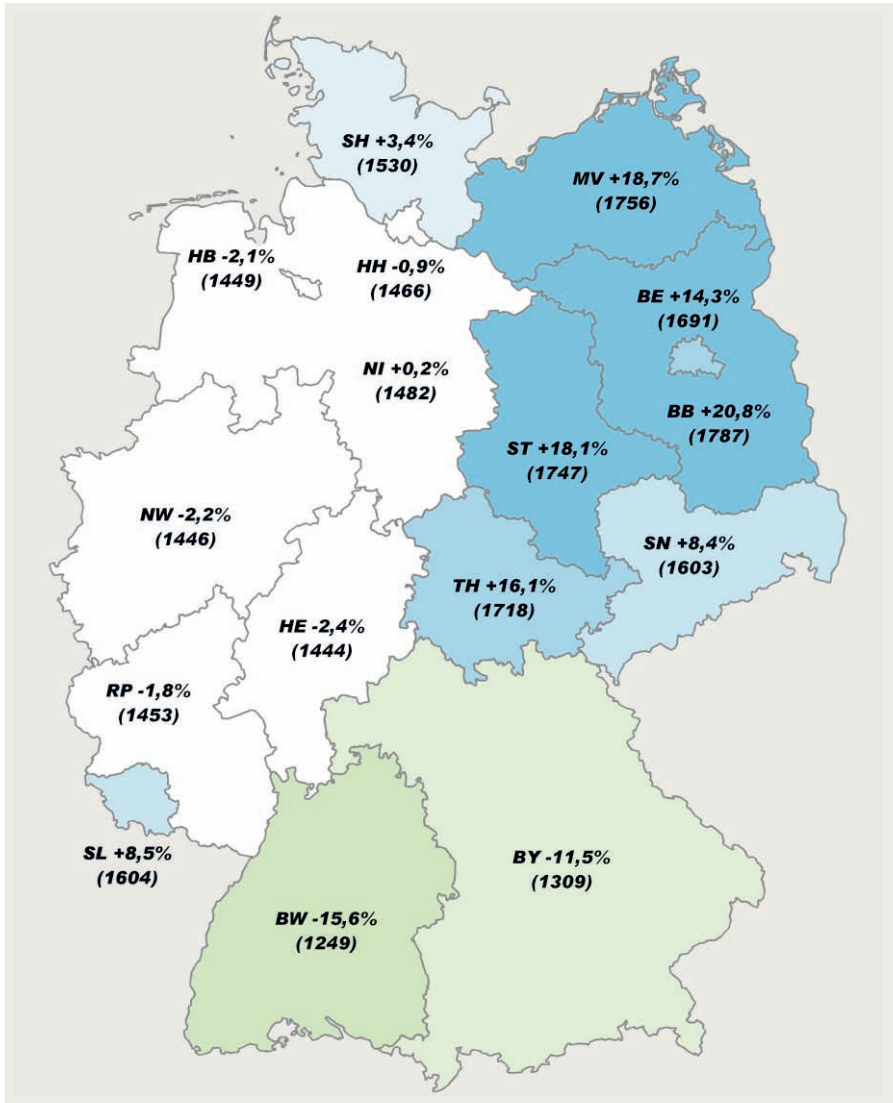 SH +3,4%
(1530)
MV +18,7%
(1756)
HB -2,1%
(1449)
HH -0,9%
(1466)
BE +14,3%
(1691)
NI +0,2%
(1482)
BB +20,8%
(1787)
ST +18,1%
(1747)
NW -2,2%
(1446)
SN +8,4%
(1603)
TH +16,1%
(1718)
HE -2,4%
(1444)
RP -1,8%
(1453)
SL +8,5%
(1604)
BY -11,5%
(1309)
BW -15,6%
(1249)